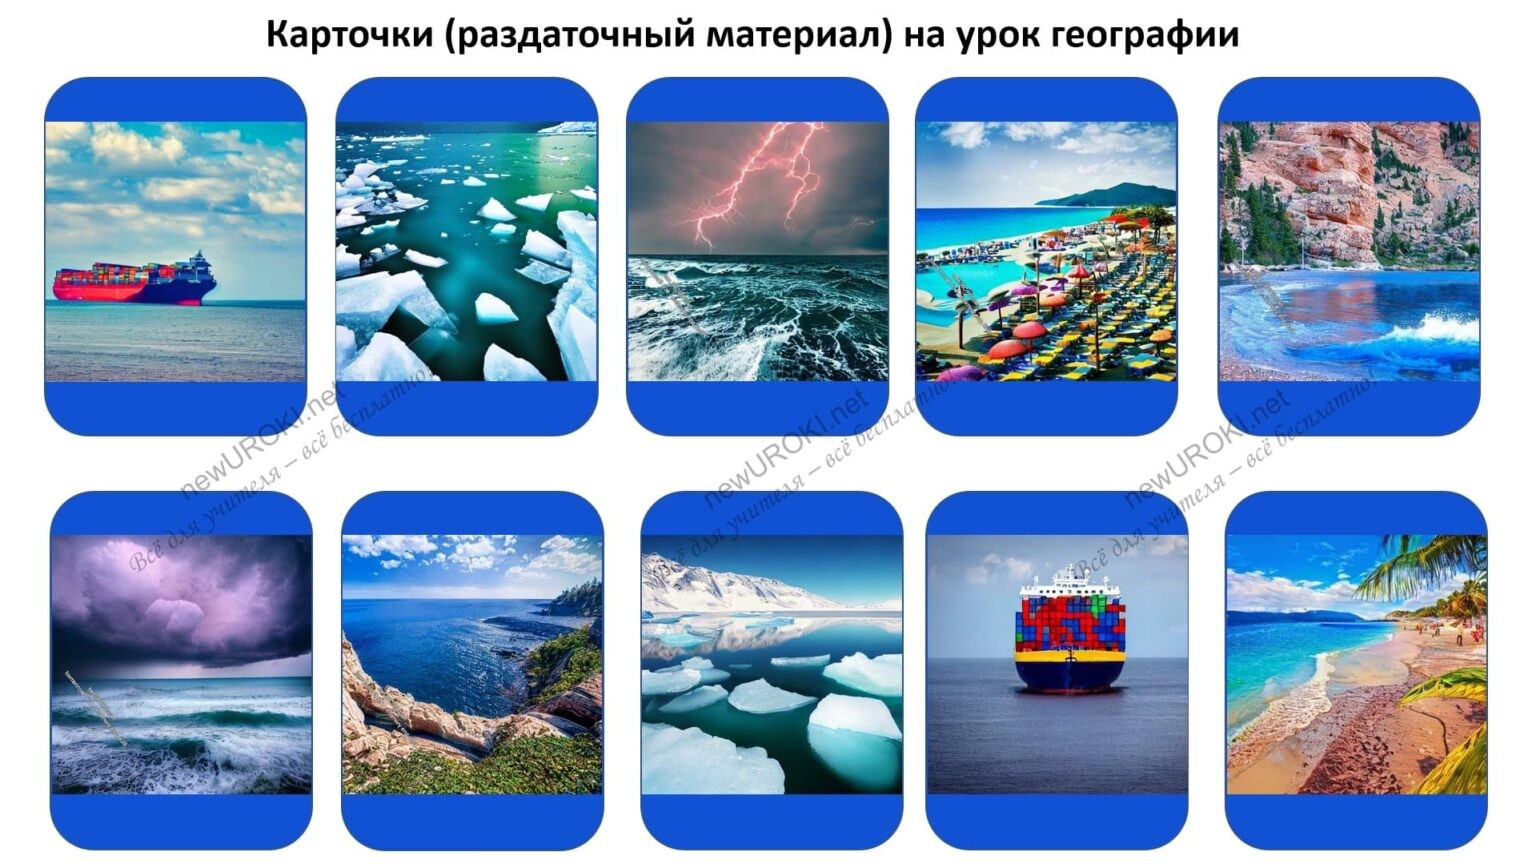 Карточки (раздаточный материал) на урок географии
newUROKI.net
Всё для учителя – всё бесплатно!
newUROKI.net
Всё для учителя – всё бесплатно!
newUROKI.net
Всё для учителя – всё бесплатно!